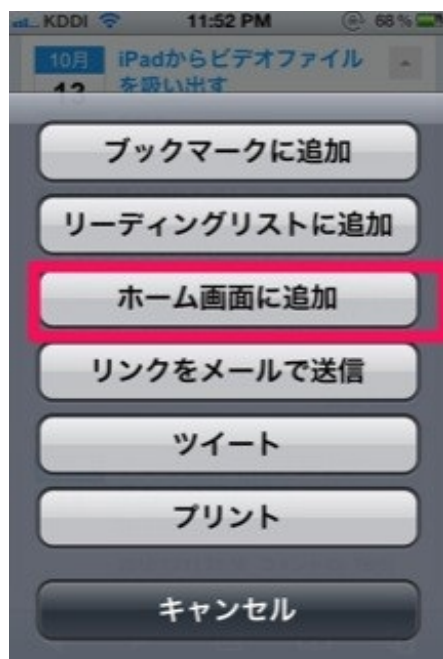 KDDI 11:52 PM 68%
10月 iPadからビデオファイル
を吸い出す
ブックマークに追加
リーディングリストに追加
ホーム画面に追加
リンクをメールで送信
ツイート
プリント
キャンセル